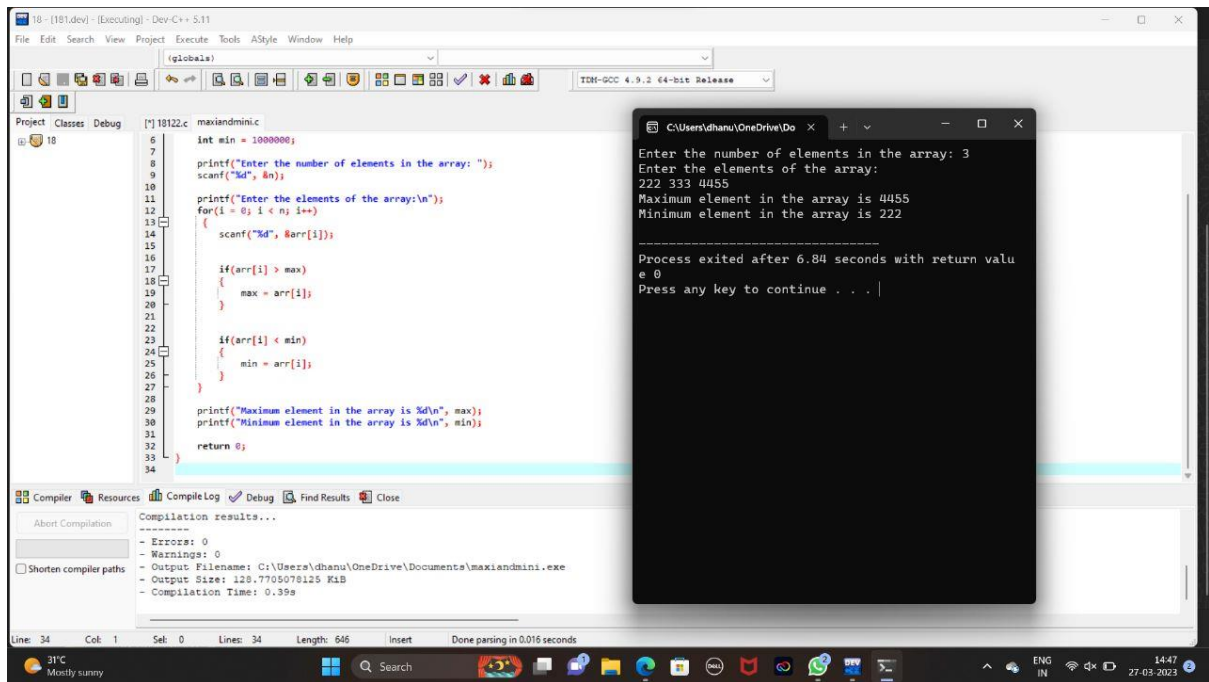 18 - [181.dev] - [Executing] - Dev-C++ 5.11
File Edit Search View Project Execute Tools AStyle Window Help
(globals)
TDM-GCC 4.9.2 64-bit Release
Project Classes Debug
[*] 18122.c maxiandmini.c
18
6 int min = 1000000;
7
8 printf("Enter the number of elements in the array: ");
9 scanf("%d", &n);
10
11 printf("Enter the elements of the array:\n");
12 for(i = 0; i < n; i++)
13 {
14 scanf("%d", &arr[i]);
15
16
17 if(arr[i] > max)
18 {
19 max = arr[i];
20 }
21
22
23 if(arr[i] < min)
24 {
25 min = arr[i];
26 }
27 }
28
29 printf("Maximum element in the array is %d\n", max);
30 printf("Minimum element in the array is %d\n", min);
31
32 return 0;
33 }
34
C:\Users\dhanu\OneDrive\Do
Enter the number of elements in the array: 3
Enter the elements of the array:
222 333 4455
Maximum element in the array is 4455
Minimum element in the array is 222
--------------------------------
Process exited after 6.84 seconds with return valu
e 0
Press any key to continue . . .
Compiler Resources Compile Log Debug Find Results Close
Abort Compilation
Shorten compiler paths
Compilation results...
--------
- Errors: 0
- Warnings: 0
- Output Filename: C:\Users\dhanu\OneDrive\Documents\maxiandmini.exe
- Output Size: 128.7705078125 KiB
- Compilation Time: 0.39s
Line: 34 Col: 1 Sel: 0 Lines: 34 Length: 646 Insert Done parsing in 0.016 seconds
31°C
Mostly sunny
Search
DELL
DEV
ENG
IN
14:47
27-03-2023
2